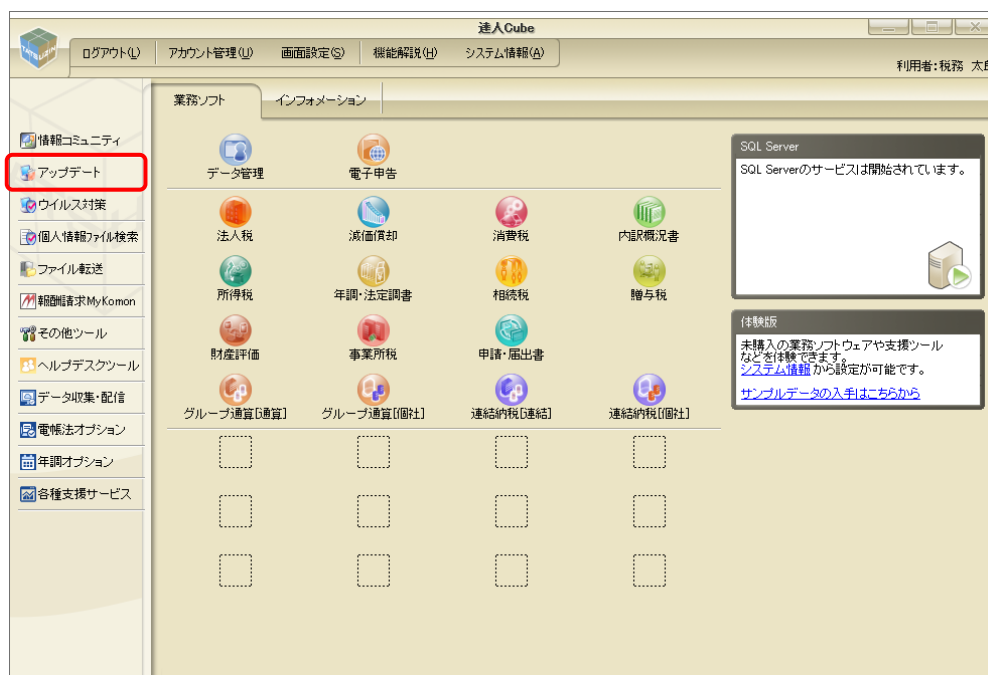 達人Cube
ログアウト(L) アカウント管理(U) 画面設定(S) 機能解説(H) システム情報(A)
利用者:税務 太郎
業務ソフト インフォメーション
情報コミュニティ
アップデート
ウイルス対策
個人情報ファイル検索
ファイル転送
報酬請求MyKomon
その他ツール
ヘルプデスクツール
データ収集・配信
電帳法オプション
年調オプション
各種支援サービス
データ管理 電子申告
法人税 減価償却 消費税 内訳概況書
所得税 年調・法定調書 相続税 贈与税
財産評価 事業所税 申請・届出書
グループ通算[通算] グループ通算[個社] 連結納税[連結] 連結納税[個社]
SQL Server
SQL Serverのサービスは開始されています。
体験版
未購入の業務ソフトウェアや支援ツール
などを体験できます。
システム情報から設定が可能です。
サンプルデータの入手はこちらから